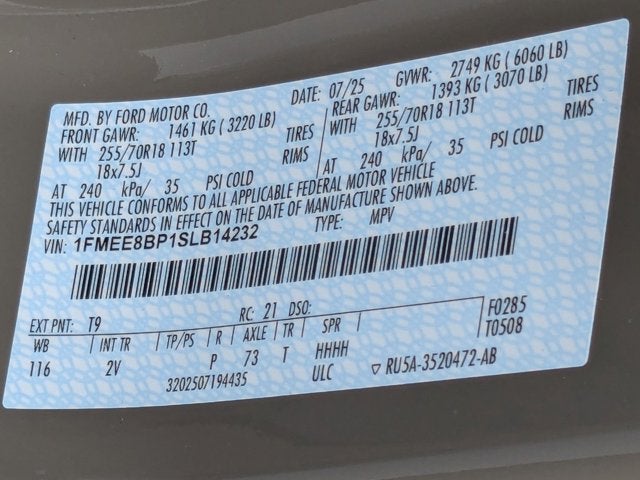 MFD. BY FORD MOTOR CO. DATE: 07/25 GVWR: 2749 KG ( 6060 LB)
FRONT GAWR: 1461 KG ( 3220 LB) REAR GAWR: 1393 KG ( 3070 LB)
WITH 255/70R18 113T TIRES WITH 255/70R18 113T TIRES
18x7.5J RIMS 18x7.5J RIMS
AT 240 kPa/ 35 PSI COLD AT 240 kPa/ 35 PSI COLD
THIS VEHICLE CONFORMS TO ALL APPLICABLE FEDERAL MOTOR VEHICLE
SAFETY STANDARDS IN EFFECT ON THE DATE OF MANUFACTURE SHOWN ABOVE.
VIN: 1FMEE8BP1SLB14232 TYPE: MPV
EXT PNT: T9 RC: 21 DSO: F0285
WB INT TR TP/PS R AXLE TR SPR T0508
116 2V P 73 T HHHH
3202507194435 ULC ▽ RU5A-3520472-AB